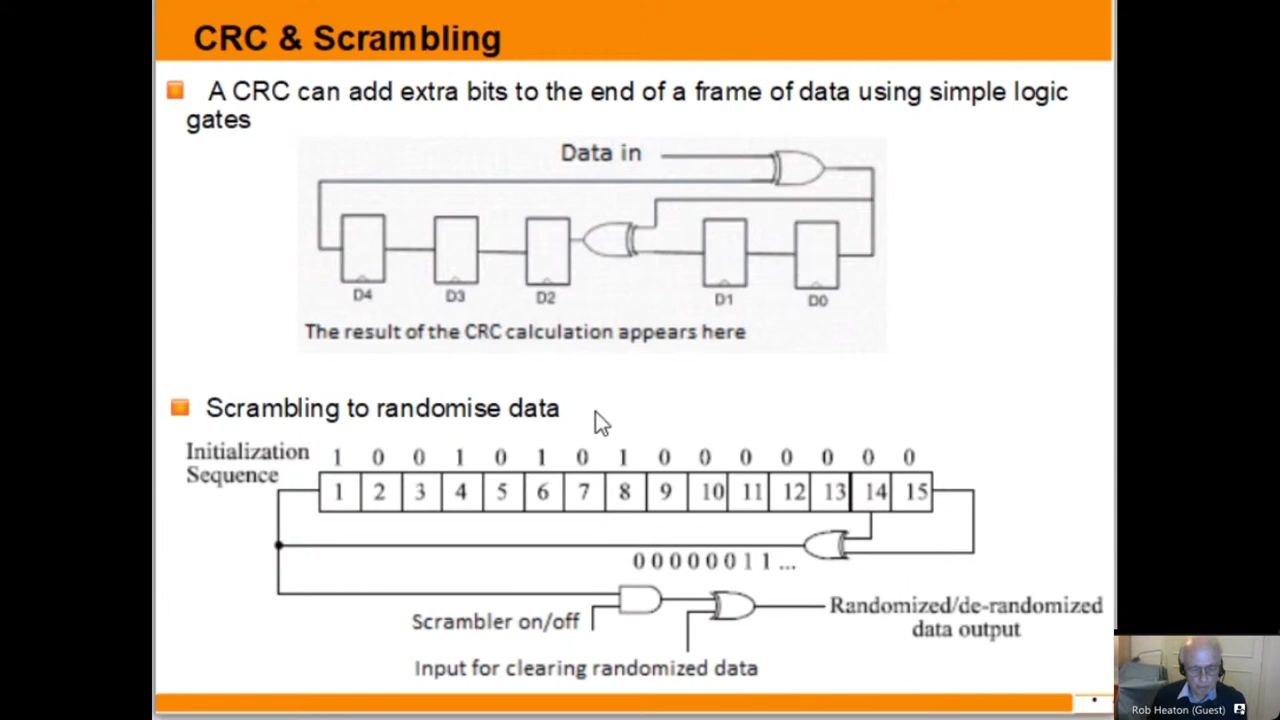 CRC & Scrambling
A CRC can add extra bits to the end of a frame of data using simple logic
gates
Data in
D4 D3 D2 D1 D0
The result of the CRC calculation appears here
Scrambling to randomise data
Initialization
Sequence
1 0 0 1 0 1 0 1 0 0 0 0 0 0 0
1 2 3 4 5 6 7 8 9 10 11 12 13 14 15
0 0 0 0 0 0 1 1 ...
Scrambler on/off
Randomized/de-randomized
data output
Input for clearing randomized data
Rob Heaton (Guest)